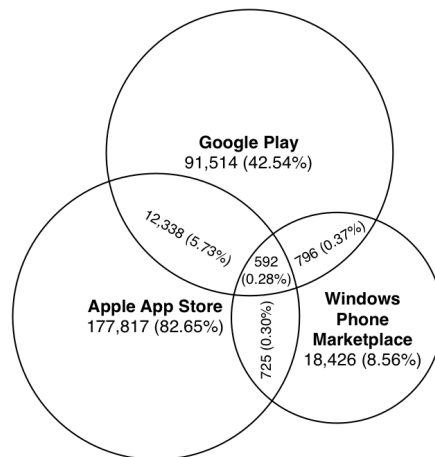 Google Play
91,514 (42.54%)
12,338 (5.73%)
592
(0.28%)
796 (0.37%)
Apple App Store
177,817 (82.65%)
725 (0.30%)
Windows
Phone
Marketplace
18,426 (8.56%)